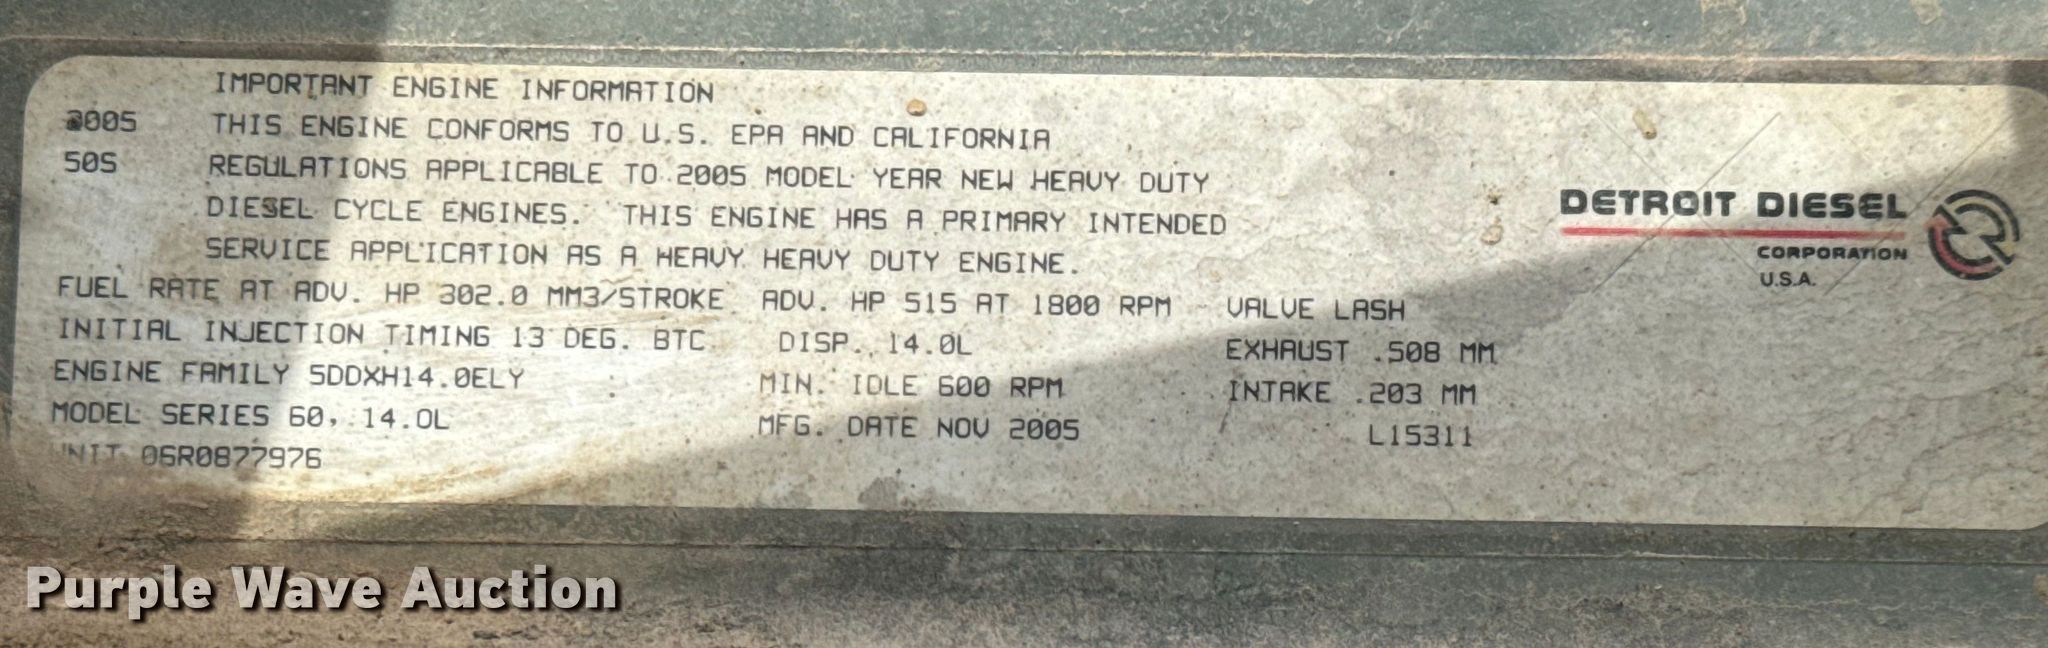 IMPORTANT ENGINE INFORMATION
2005 THIS ENGINE CONFORMS TO U.S. EPA AND CALIFORNIA
50S REGULATIONS APPLICABLE TO 2005 MODEL YEAR NEW HEAVY DUTY
DIESEL CYCLE ENGINES. THIS ENGINE HAS A PRIMARY INTENDED
SERVICE APPLICATION AS A HEAVY HEAVY DUTY ENGINE.
FUEL RATE AT ADV. HP 302.0 MM3/STROKE ADV. HP 515 AT 1800 RPM VALVE LASH
INITIAL INJECTION TIMING 13 DEG. BTC DISP. 14.0L EXHAUST .508 MM
ENGINE FAMILY 5DDXH14.0ELY MIN. IDLE 600 RPM INTAKE .203 MM
MODEL SERIES 60, 14.0L MFG. DATE NOV 2005 L15311
UNIT 06R0877976
DETROIT DIESEL
CORPORATION
U.S.A.
Purple Wave Auction